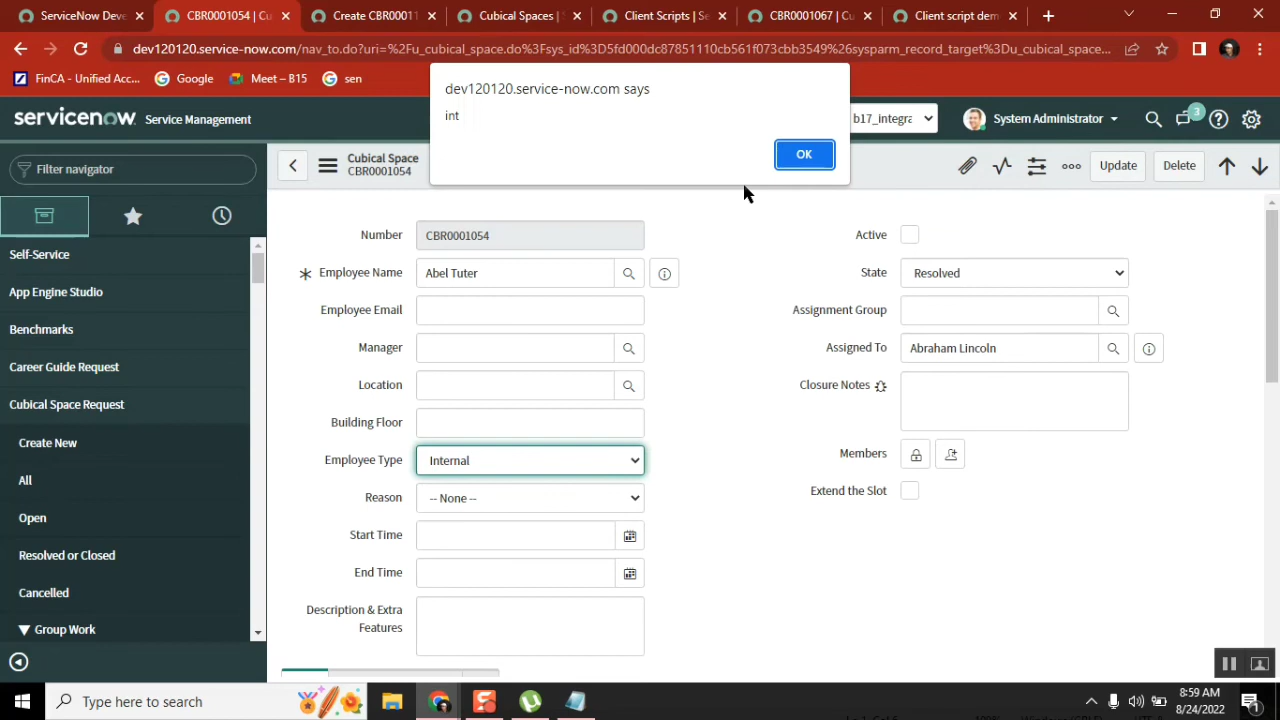 ServiceNow Deve
CBR0001054 | Cu
Create CBR00011
Cubical Spaces |
Client Scripts | Se
CBR0001067 | Cu
Client script dem
dev120120.service-now.com/nav_to.do?uri=%2Fu_cubical_space.do%3Fsys_id%3D5fd000dc87851110cb561f073cbb3549%26sysparm_record_target%3Du_cubical_space...
FinCA - Unified Acc...
Google
Meet – B15
sen
dev120120.service-now.com says
int
OK
servicenow Service Management
b17_integra
System Administrator
3
Filter navigator
Cubical Space
CBR0001054
Update
Delete
Self-Service
App Engine Studio
Benchmarks
Career Guide Request
Cubical Space Request
Create New
All
Open
Resolved or Closed
Cancelled
Group Work
Number CBR0001054
Employee Name Abel Tuter
Employee Email
Manager
Location
Building Floor
Employee Type Internal
Reason -- None --
Start Time
End Time
Description & Extra
Features
Active
State Resolved
Assignment Group
Assigned To Abraham Lincoln
Closure Notes
Members
Extend the Slot
Type here to search
8:59 AM
8/24/2022
1